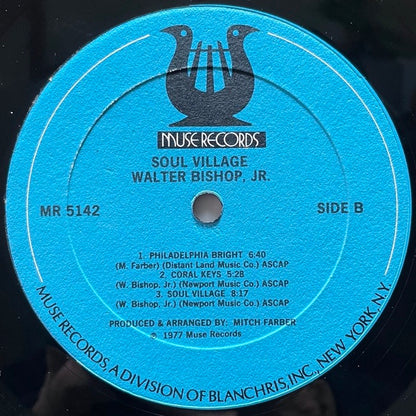 MUSE RECORDS
SOUL VILLAGE
WALTER BISHOP, JR.
MR 5142
SIDE B
1. PHILADELPHIA BRIGHT 6:40
(M. Farber) (Distant Land Music Co.) ASCAP
2. CORAL KEYS 5:28
(W. Bishop, Jr.) (Newport Music Co.) ASCAP
3. SOUL VILLAGE 8:17
(W. Bishop, Jr.) (Newport Music Co.) ASCAP
PRODUCED & ARRANGED BY: MITCH FARBER
℗ 1977 Muse Records
MUSE RECORDS, A DIVISION OF BLANCHRIS, INC., NEW YORK, N.Y.